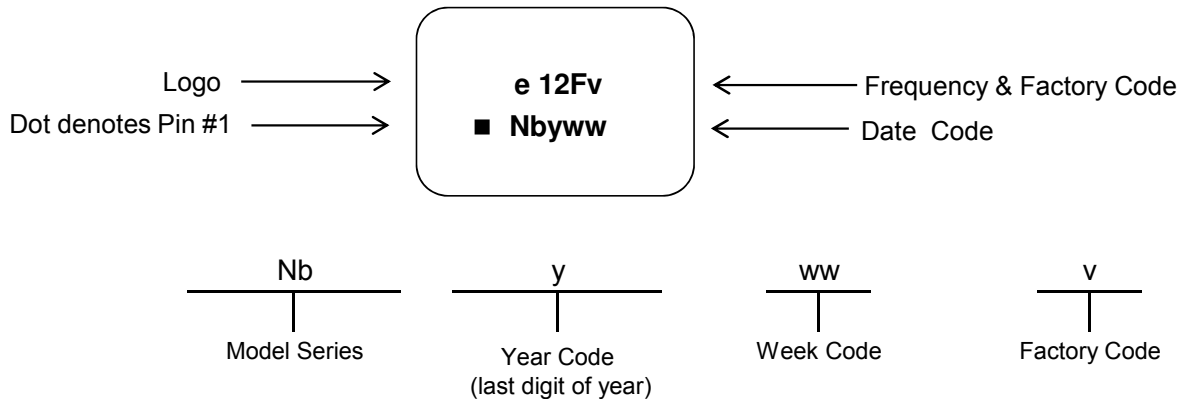 e 12Fv
Logo
Frequency & Factory Code
■ Nbyww
Dot denotes Pin #1
Date Code
Nb
y
ww
v
Model Series
Year Code
(last digit of year)
Week Code
Factory Code